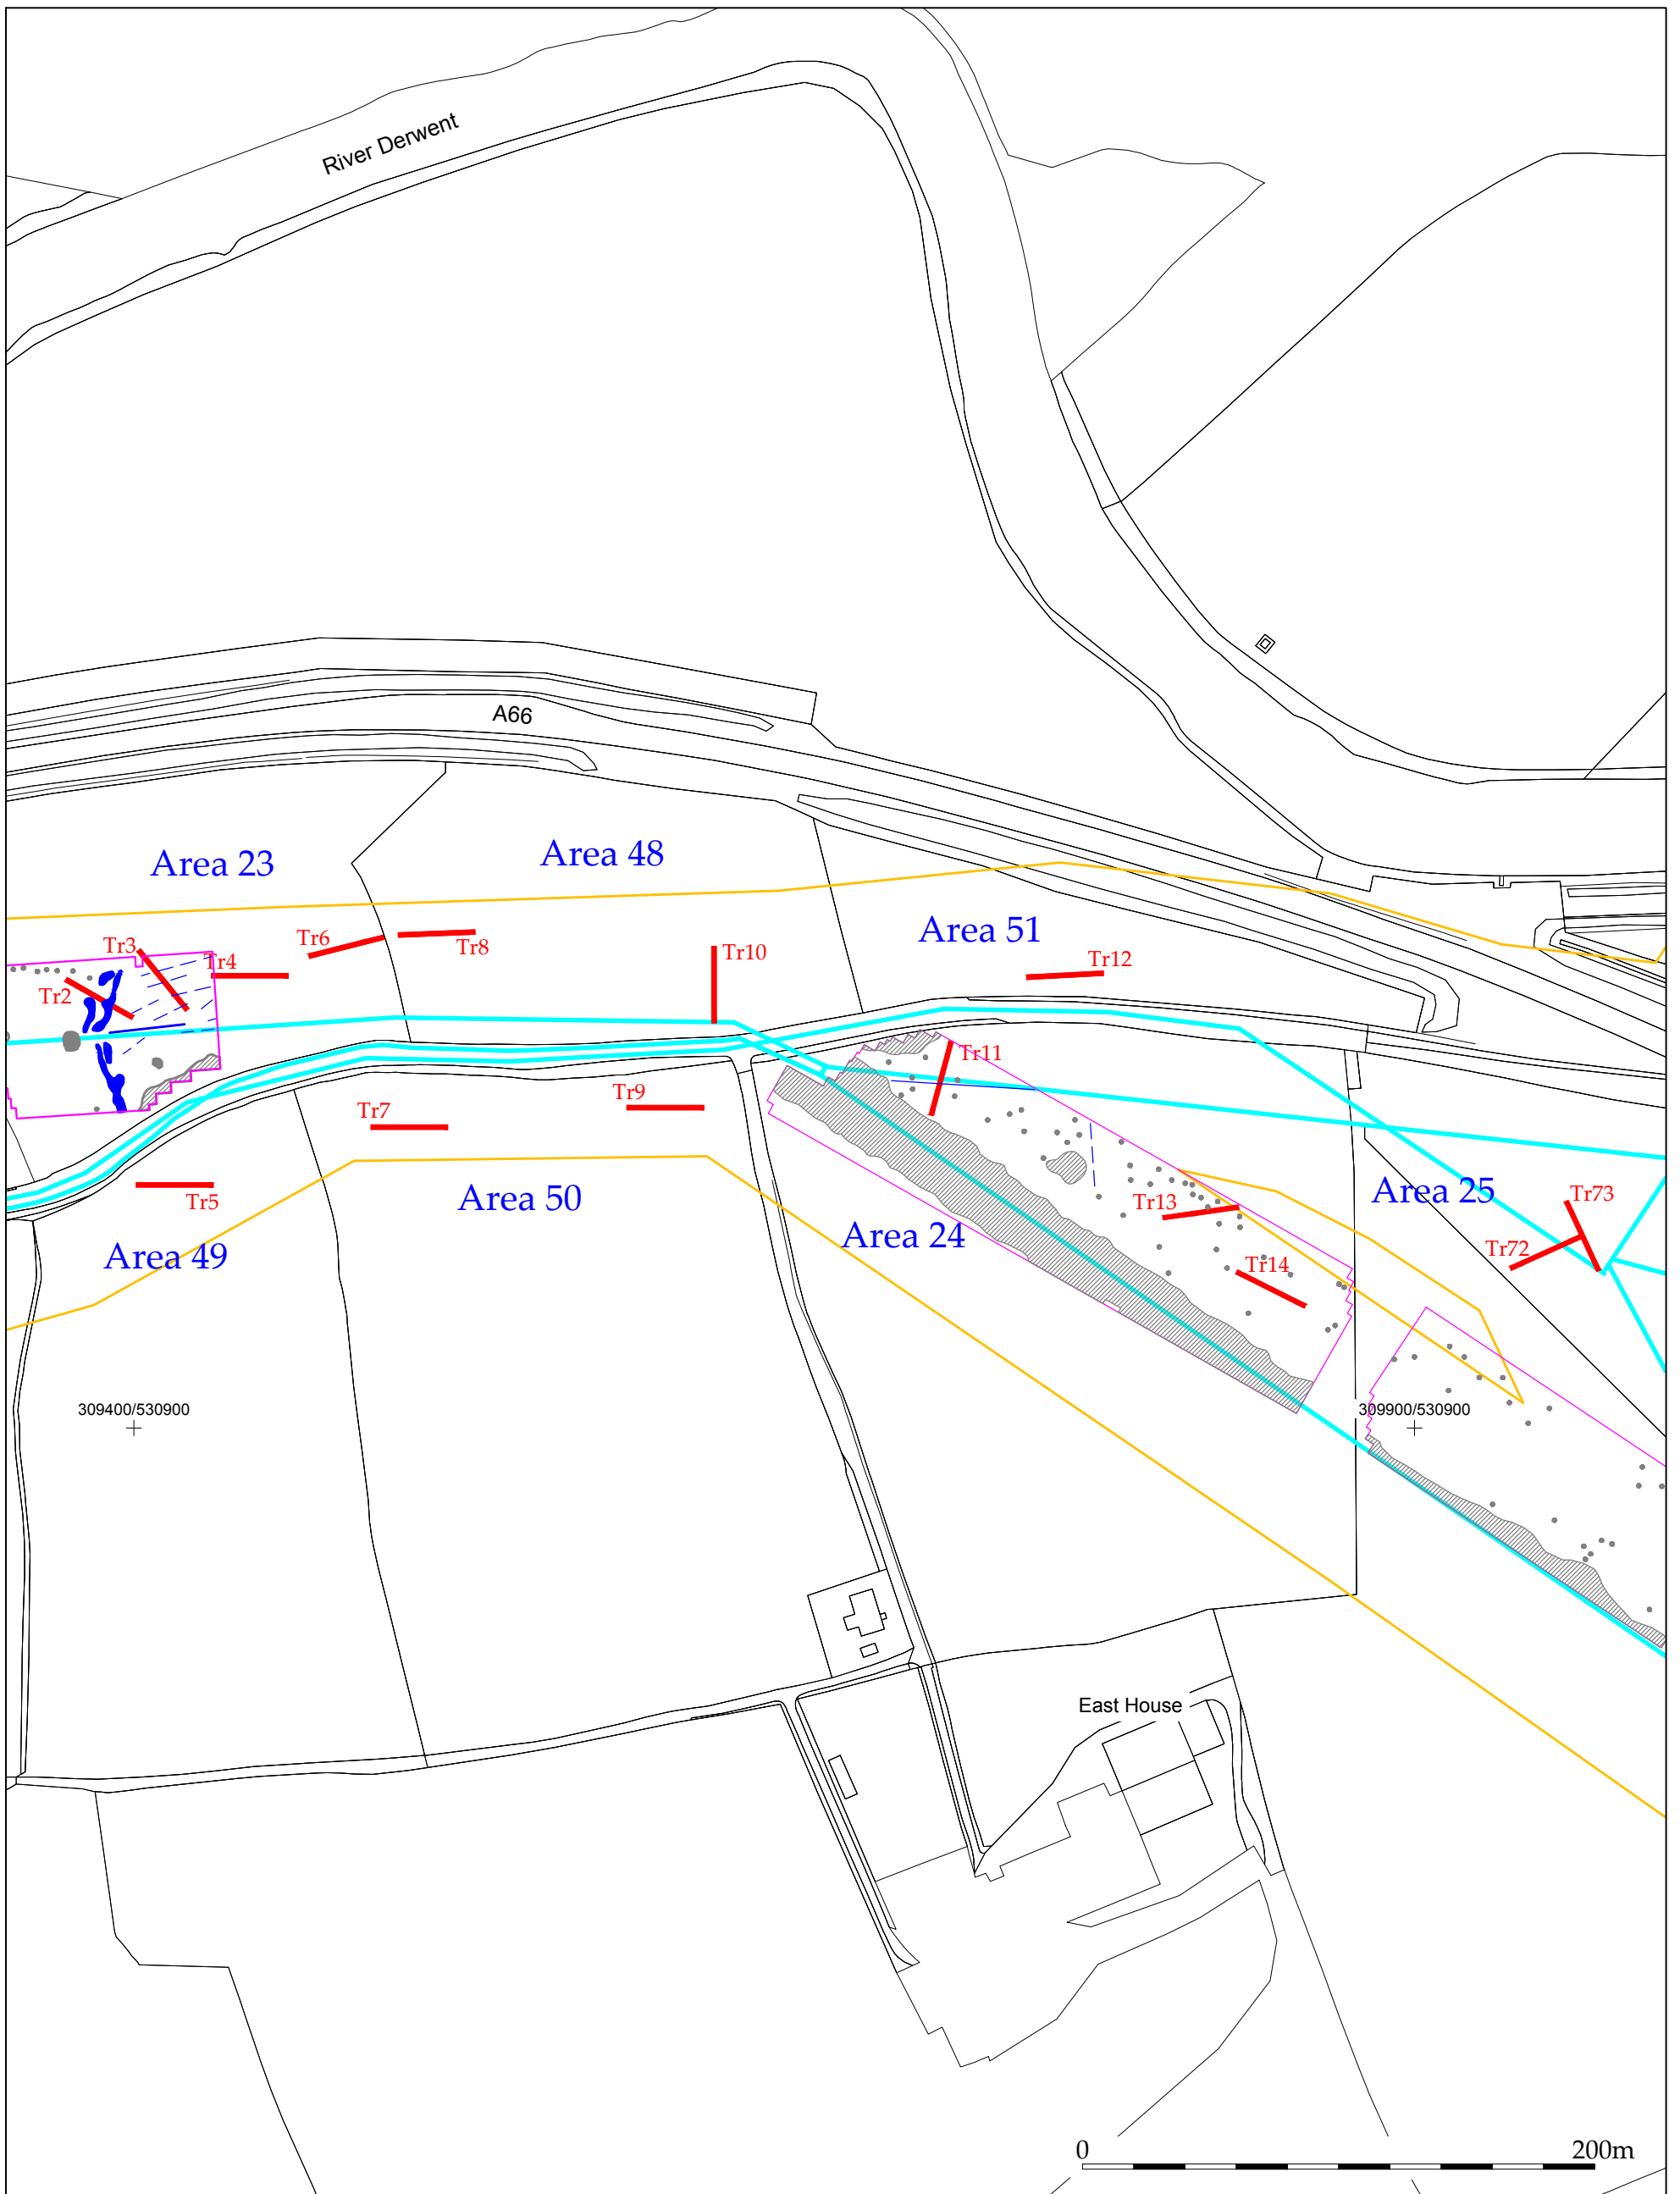 River Derwent
A66
Area 23
Area 48
Area 51
Tr3
Tr6
Tr8
Tr10
Tr12
Tr4
Tr2
Tr11
Tr9
Tr7
Tr5
Area 50
Area 49
Area 24
Tr13
Area 25
Tr73
Tr72
Tr14
309400/530900
309900/530900
East House
0 200m